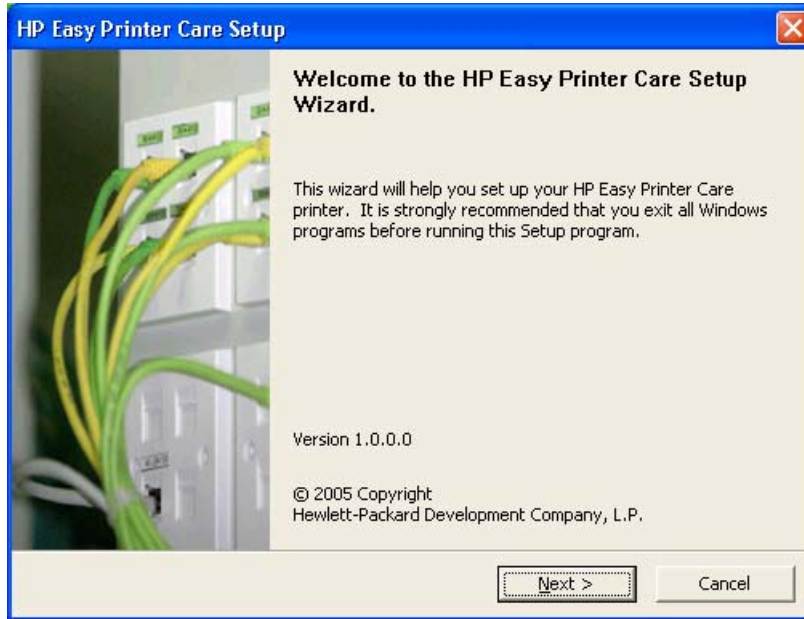 HP Easy Printer Care Setup
Welcome to the HP Easy Printer Care Setup
Wizard.
This wizard will help you set up your HP Easy Printer Care
printer. It is strongly recommended that you exit all Windows
programs before running this Setup program.
Version 1.0.0.0
© 2005 Copyright
Hewlett-Packard Development Company, L.P.
Next >
Cancel